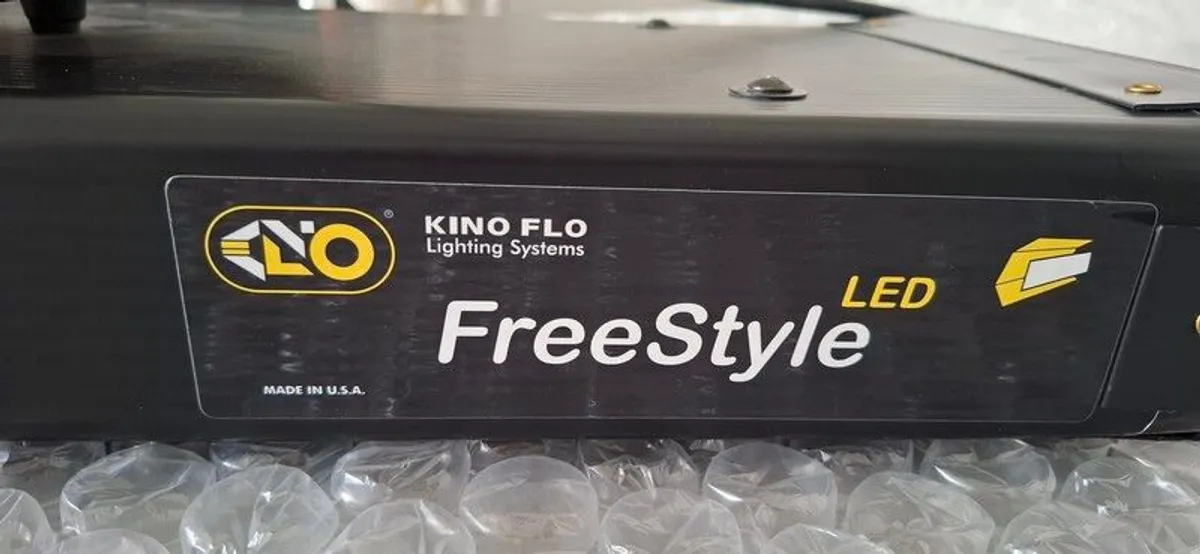 KINO FLO
Lighting Systems
FreeStyle
LED
MADE IN U.S.A.